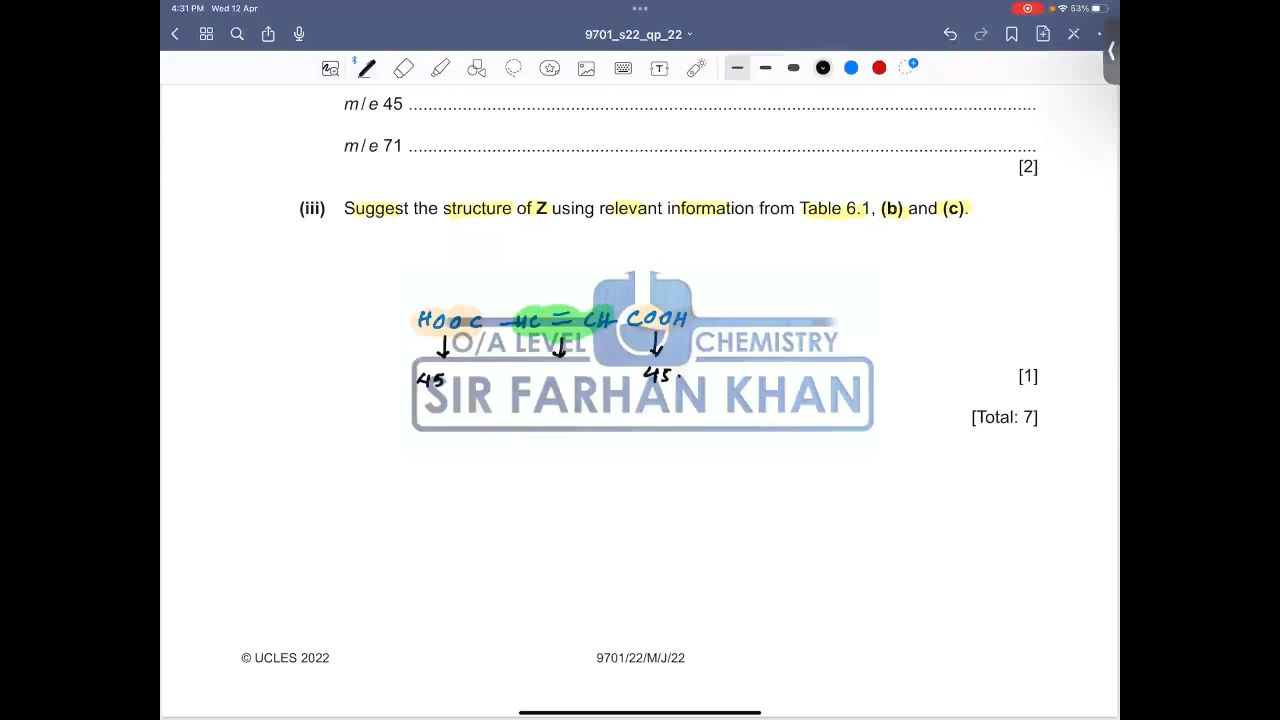 4:31 PM Wed 12 Apr
53%
9701_s22_qp_22
T
m / e 45 ...............................................................
m / e 71 ...............................................................
[2]
(iii) Suggest the structure of Z using relevant information from Table 6.1, (b) and (c).
HOOC – HC = CH COOH
O/A LEVEL CHEMISTRY
45 45.
SIR FARHAN KHAN
[1]
[Total: 7]
© UCLES 2022 9701/22/M/J/22